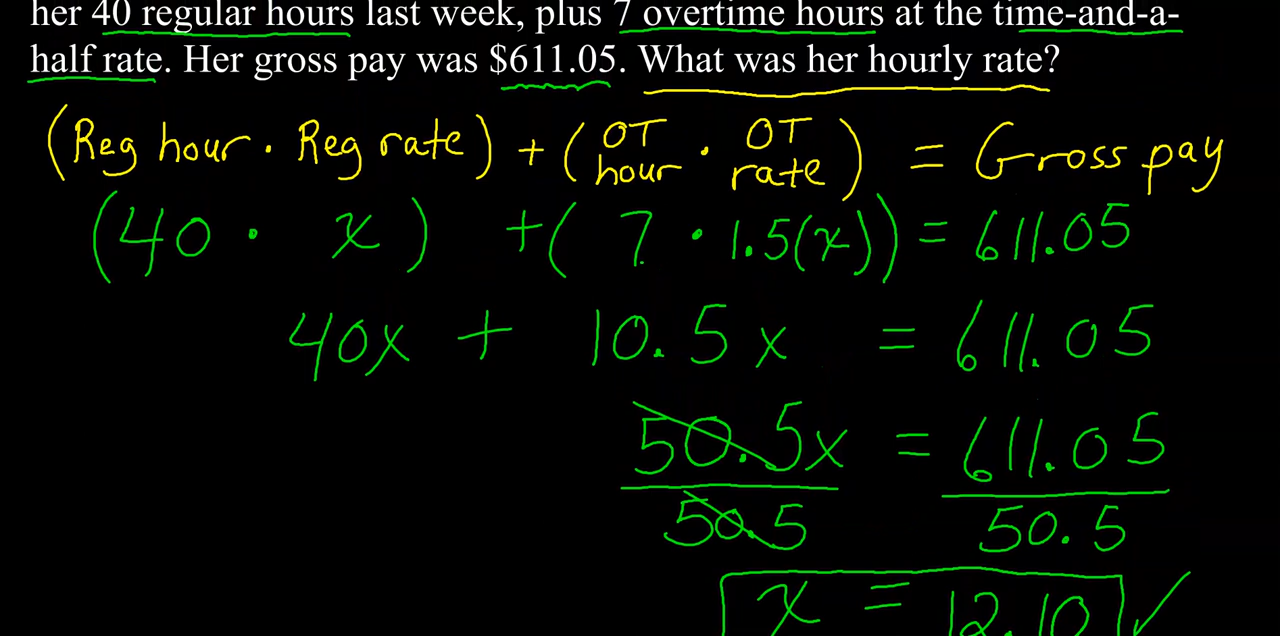 her 40 regular hours last week, plus 7 overtime hours at the time-and-a-
half rate. Her gross pay was $611.05. What was her hourly rate?
(Reg hour · Reg rate) + (OT hour · OT rate) = Gross pay
(40 · x) + (7 · 1.5(x)) = 611.05
40x + 10.5x = 611.05
50.5x = 611.05
50.5 50.5
x = 12.10 ✓